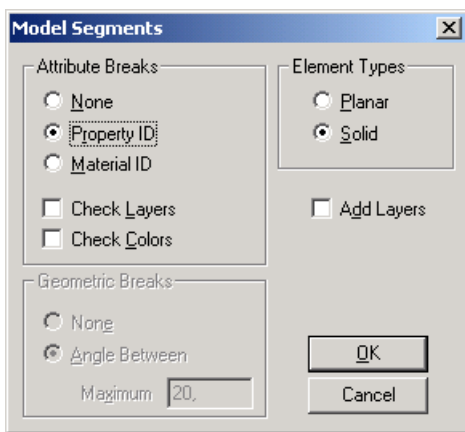 Model Segments
Attribute Breaks
None
Property ID
Material ID
Check Layers
Check Colors
Element Types
Planar
Solid
Add Layers
Geometric Breaks
None
Angle Between
Maximum 20,
OK
Cancel